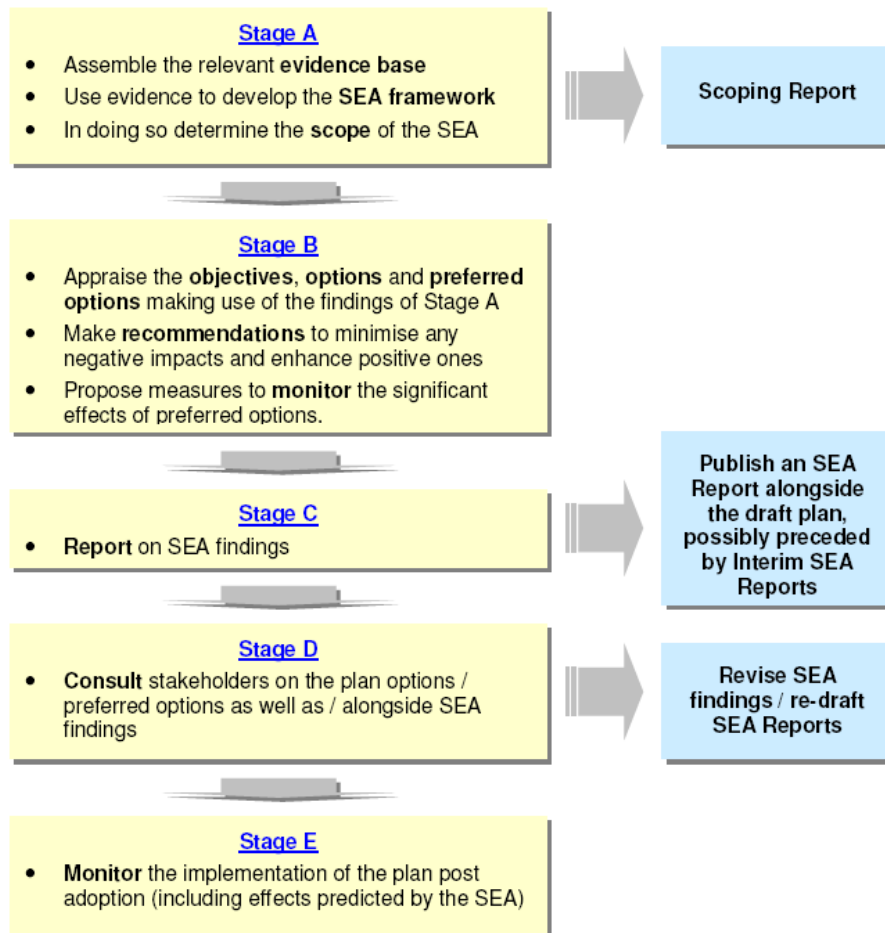 Stage A
• Assemble the relevant evidence base
• Use evidence to develop the SEA framework
• In doing so determine the scope of the SEA
Scoping Report
Stage B
• Appraise the objectives, options and preferred
options making use of the findings of Stage A
• Make recommendations to minimise any
negative impacts and enhance positive ones
• Propose measures to monitor the significant
effects of preferred options.
Stage C
• Report on SEA findings
Publish an SEA
Report alongside
the draft plan,
possibly preceded
by Interim SEA
Reports
Stage D
• Consult stakeholders on the plan options /
preferred options as well as / alongside SEA
findings
Revise SEA
findings / re-draft
SEA Reports
Stage E
• Monitor the implementation of the plan post
adoption (including effects predicted by the SEA)